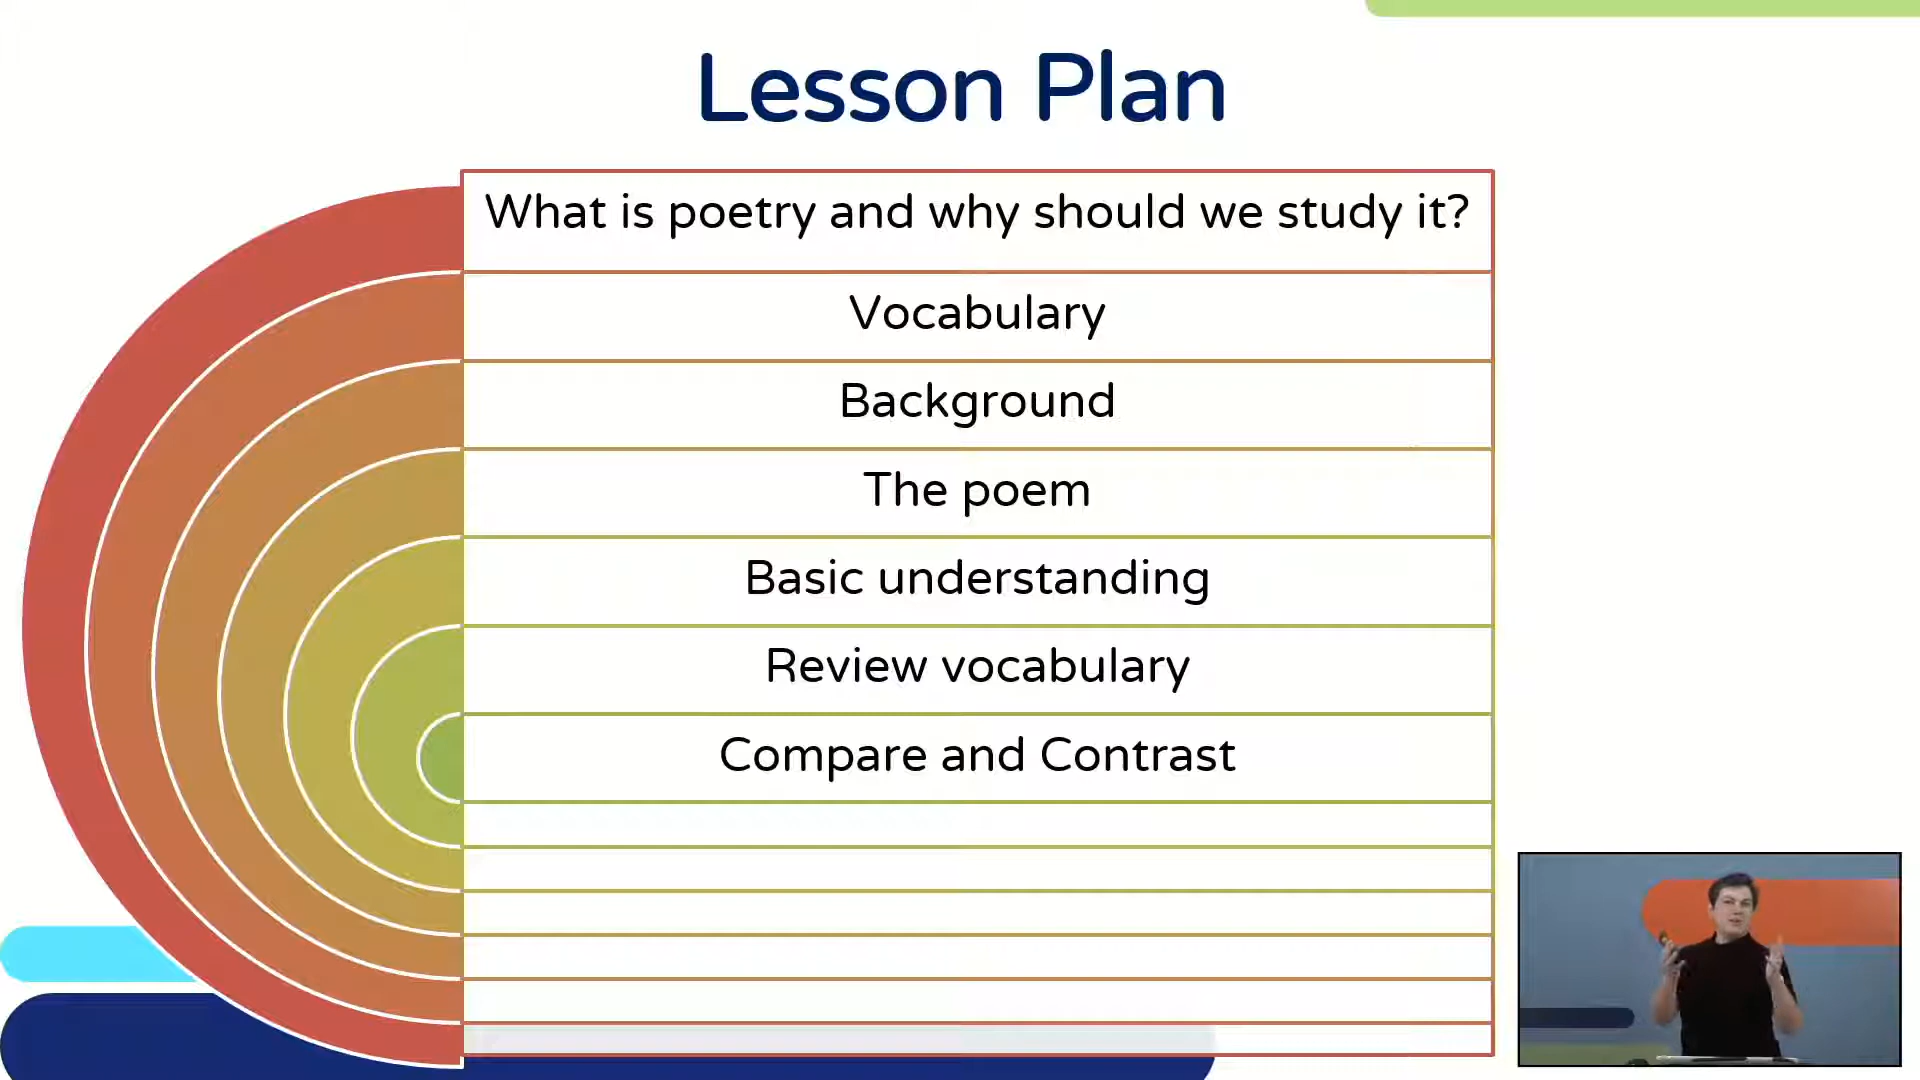 Lesson Plan
What is poetry and why should we study it?
Vocabulary
Background
The poem
Basic understanding
Review vocabulary
Compare and Contrast